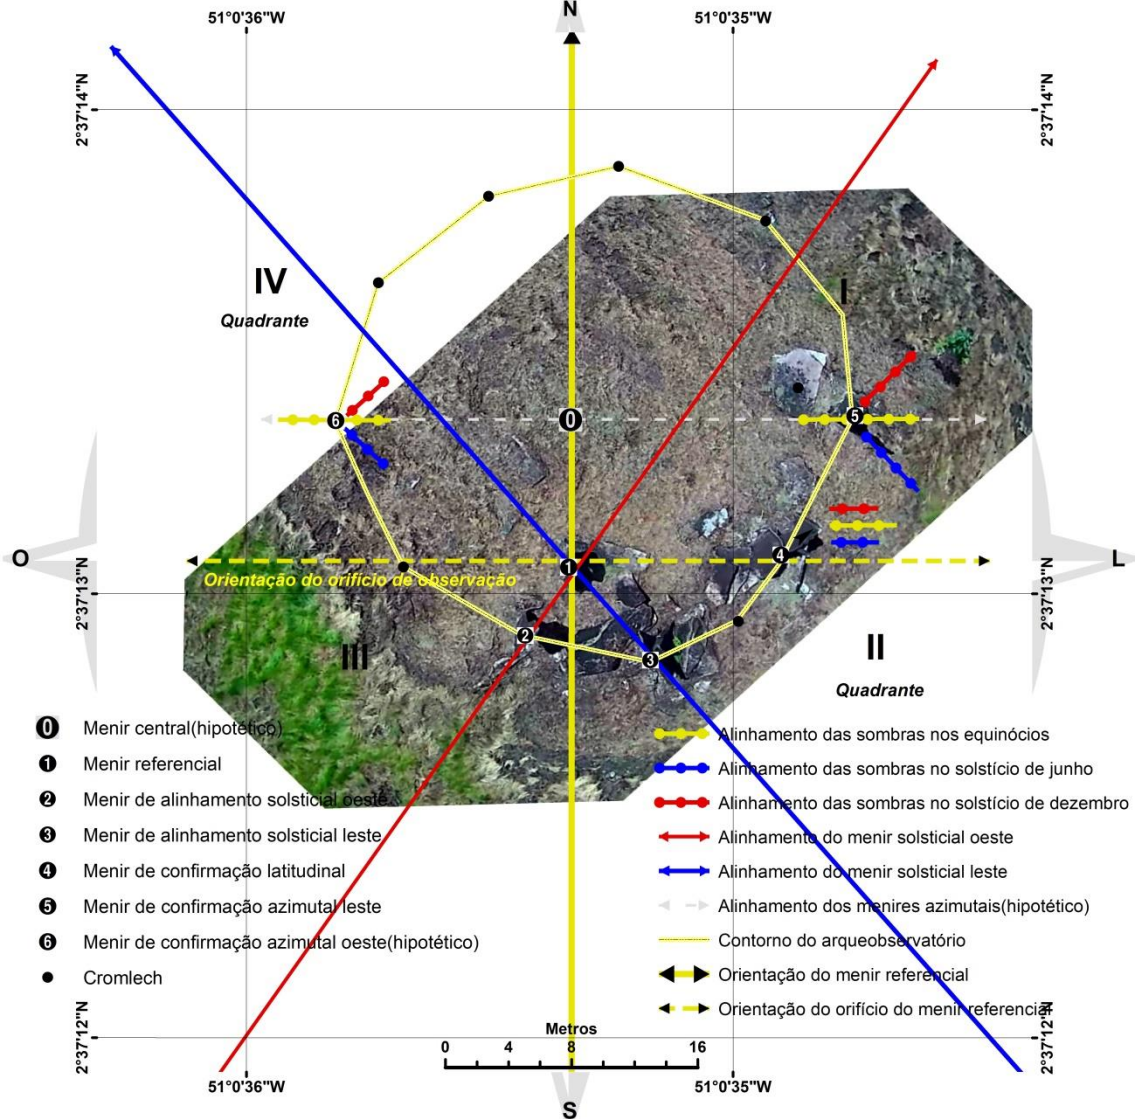 N
51°0'36"W
51°0'35"W
2°37'14"N
2°37'14"N
IV
Quadrante
I
0
6
5
4
O
L
1
Orientação do orifício de observação
2°37'13"N
2°37'13"N
2
3
III
II
Quadrante
0 Menir central(hipotético)
1 Menir referencial
2 Menir de alinhamento solsticial oeste
3 Menir de alinhamento solsticial leste
4 Menir de confirmação latitudinal
5 Menir de confirmação azimutal leste
6 Menir de confirmação azimutal oeste(hipotético)
Cromlech
Alinhamento das sombras nos equinócios
Alinhamento das sombras no solstício de junho
Alinhamento das sombras no solstício de dezembro
Alinhamento do menir solsticial oeste
Alinhamento do menir solsticial leste
Alinhamento dos menires azimutais(hipotético)
Contorno do arqueobservatório
Orientação do menir referencial
Orientação do orifício do menir referencial
Metros
0 4 8 16
2°37'12"N
2°37'12"N
51°0'36"W
51°0'35"W
S